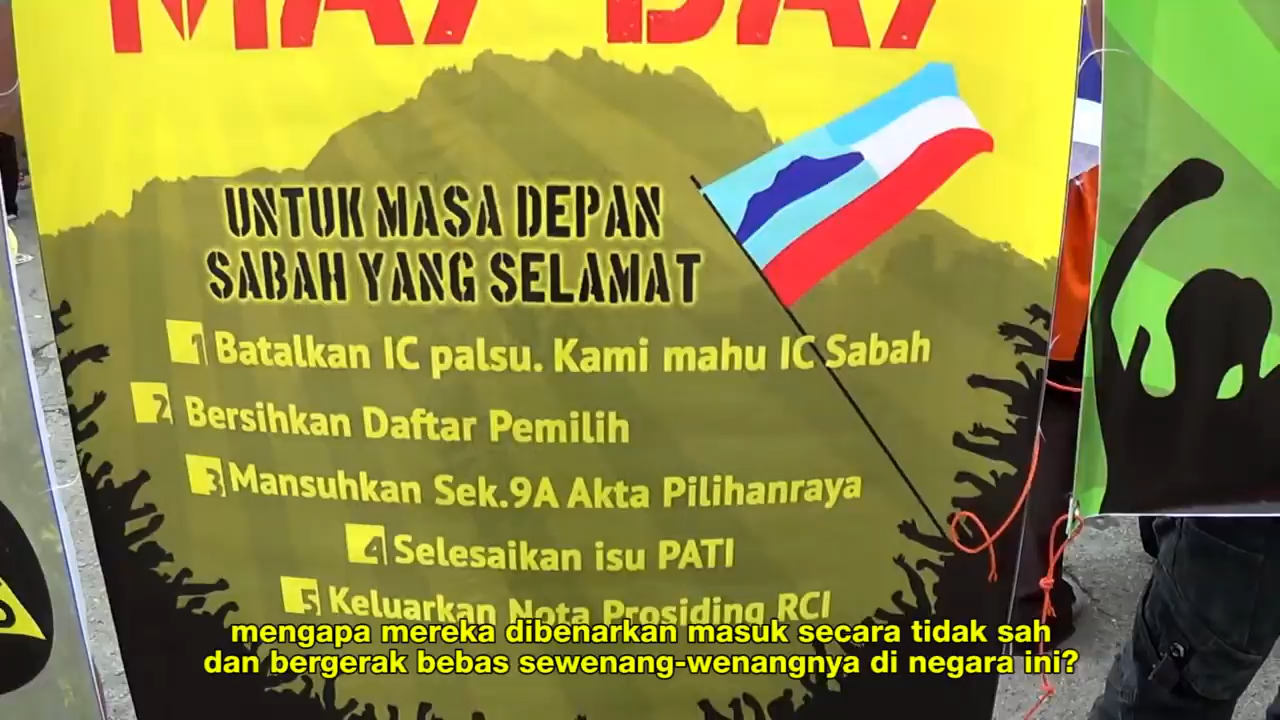 MAY DAY
UNTUK MASA DEPAN
SABAH YANG SELAMAT
1 Batalkan IC palsu. Kami mahu IC Sabah
2 Bersihkan Daftar Pemilih
3 Mansuhkan Sek.9A Akta Pilihanraya
4 Selesaikan isu PATI
5 Keluarkan Nota Prosiding RCI
mengapa mereka dibenarkan masuk secara tidak sah
dan bergerak bebas sewenang-wenangnya di negara ini?